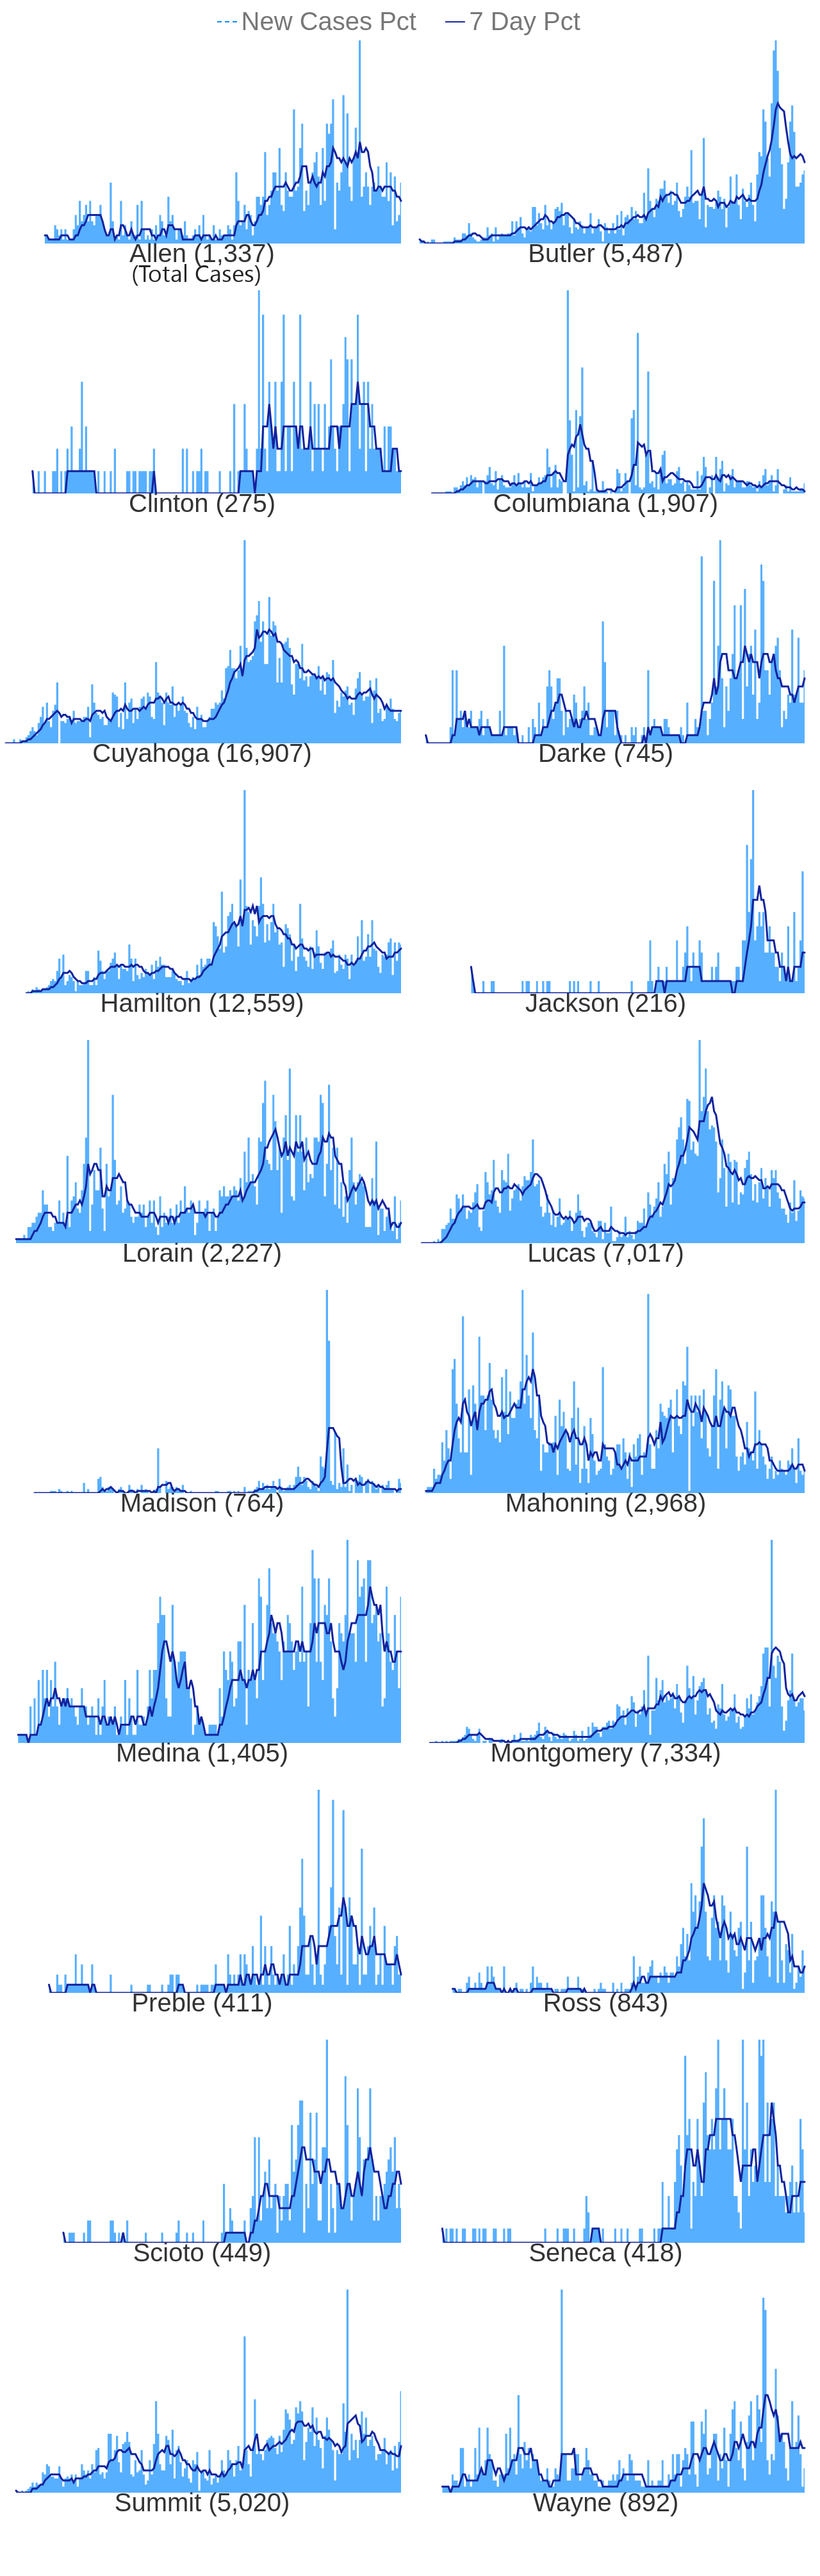 New Cases Pct 7 Day Pct
Allen (1,337) Butler (5,487)
(Total Cases)
Clinton (275) Columbiana (1,907)
Cuyahoga (16,907) Darke (745)
Hamilton (12,559) Jackson (216)
Lorain (2,227) Lucas (7,017)
Madison (764) Mahoning (2,968)
Medina (1,405) Montgomery (7,334)
Preble (411) Ross (843)
Scioto (449) Seneca (418)
Summit (5,020) Wayne (892)